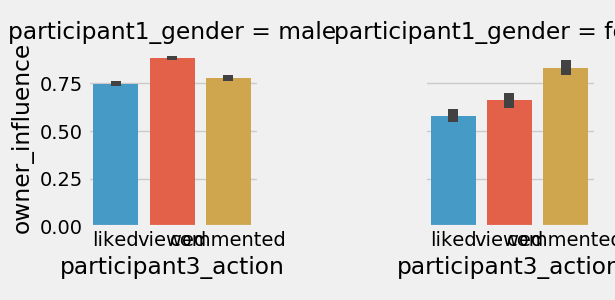 participant1_gender = male
participant1_gender = fe
owner_influence
0.75
0.50
0.25
0.00
liked viewed commented
liked viewed commented
participant3_action
participant3_action